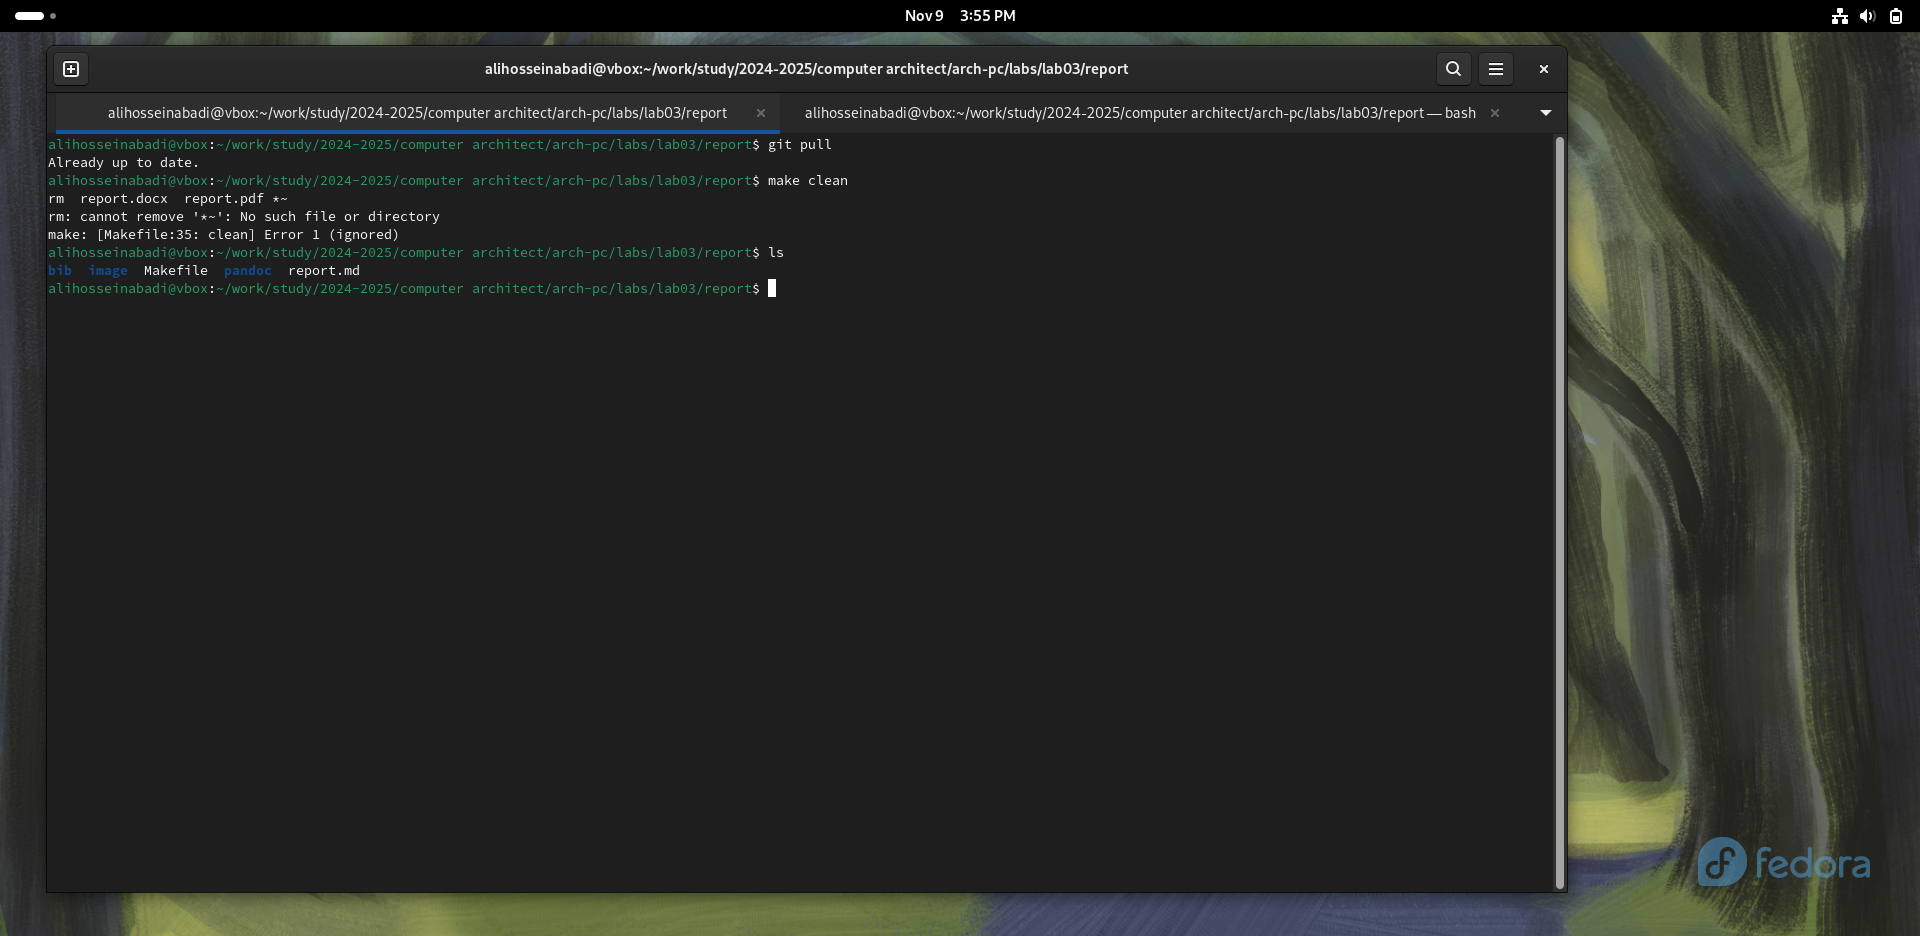 Nov 9 3:55 PM
alihosseinabadi@vbox:~/work/study/2024-2025/computer architect/arch-pc/labs/lab03/report
alihosseinabadi@vbox:~/work/study/2024-2025/computer architect/arch-pc/labs/lab03/report × alihosseinabadi@vbox:~/work/study/2024-2025/computer architect/arch-pc/labs/lab03/report — bash ×
alihosseinabadi@vbox:~/work/study/2024-2025/computer architect/arch-pc/labs/lab03/report$ git pull
Already up to date.
alihosseinabadi@vbox:~/work/study/2024-2025/computer architect/arch-pc/labs/lab03/report$ make clean
rm  report.docx  report.pdf *~
rm: cannot remove '*~': No such file or directory
make: [Makefile:35: clean] Error 1 (ignored)
alihosseinabadi@vbox:~/work/study/2024-2025/computer architect/arch-pc/labs/lab03/report$ ls
bib  image  Makefile  pandoc  report.md
alihosseinabadi@vbox:~/work/study/2024-2025/computer architect/arch-pc/labs/lab03/report$
fedora